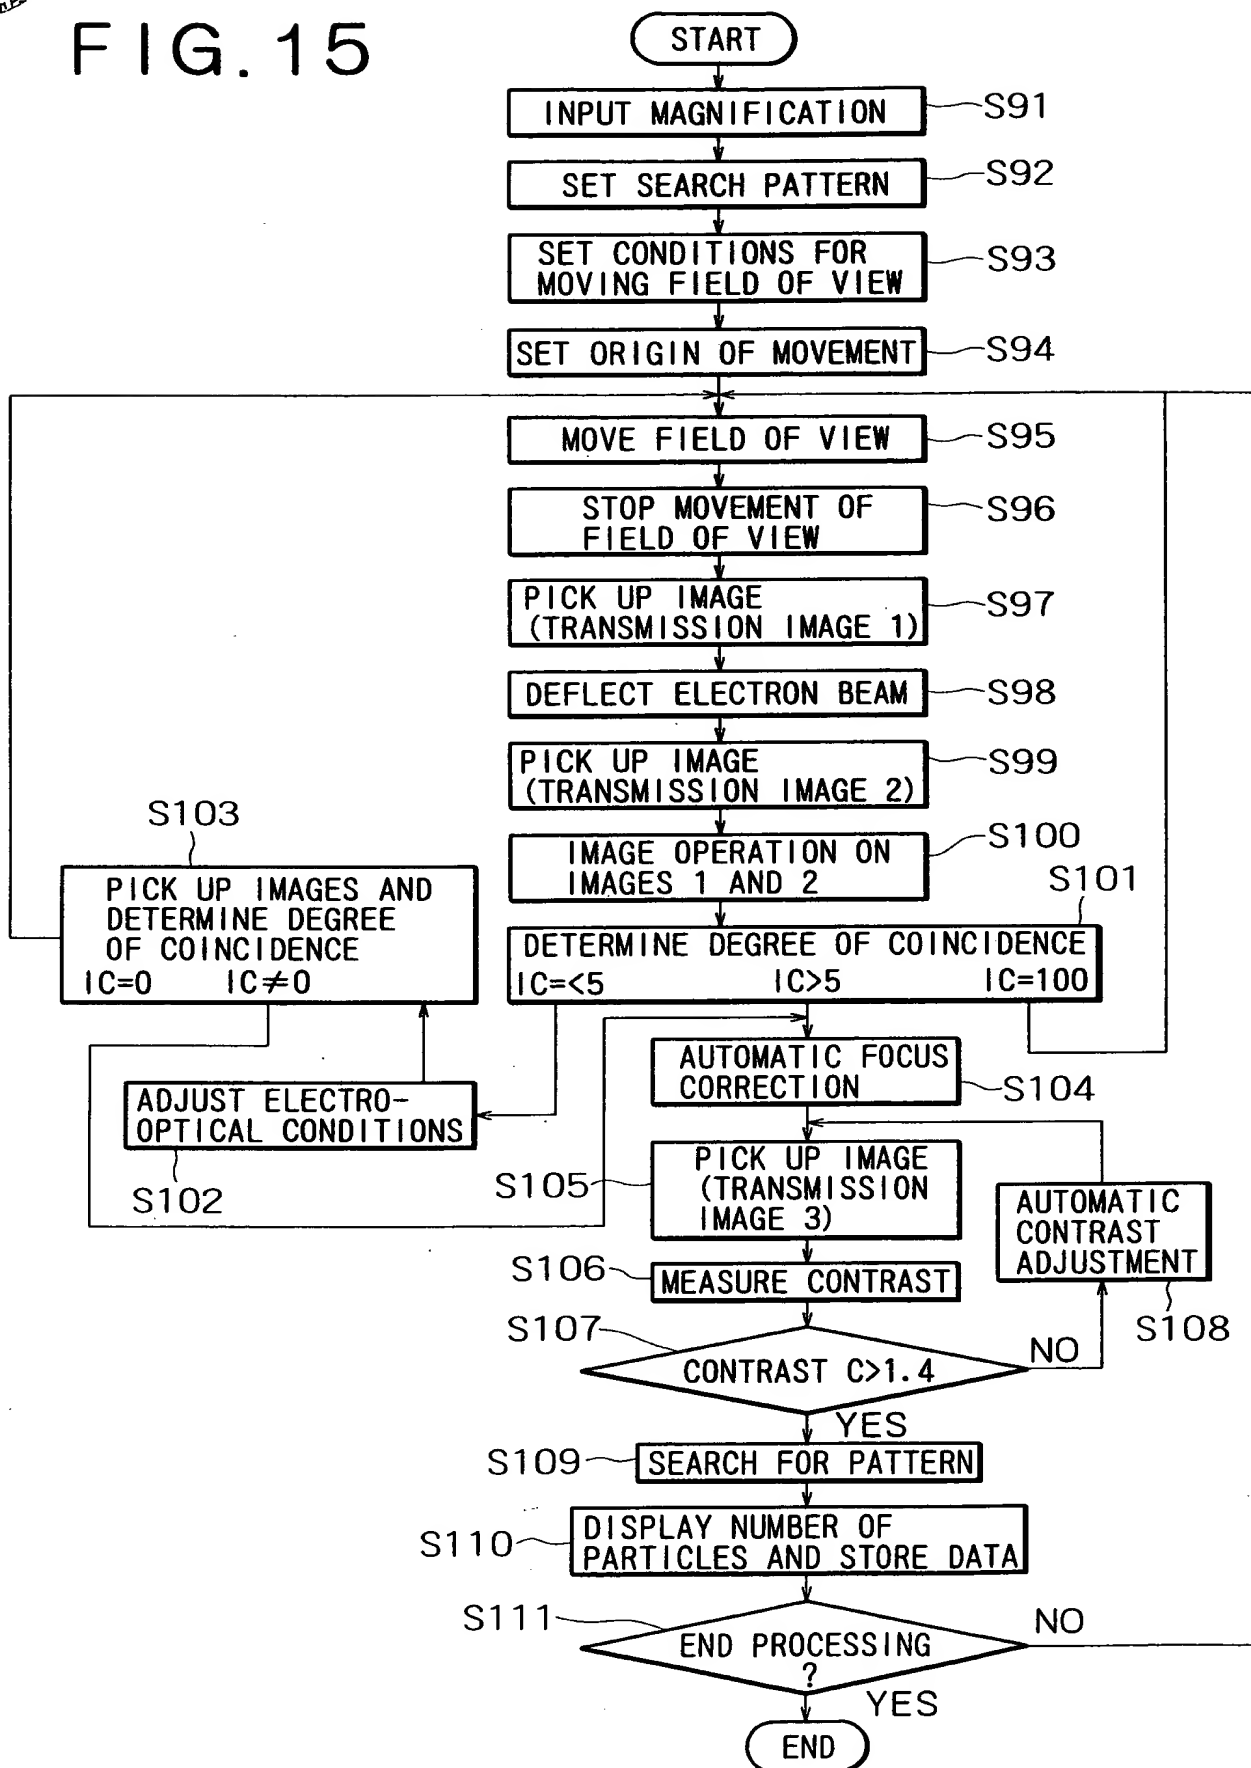 FIG.15
START
INPUT MAGNIFICATION
S91
SET SEARCH PATTERN
S92
SET CONDITIONS FOR
MOVING FIELD OF VIEW
S93
SET ORIGIN OF MOVEMENT
S94
MOVE FIELD OF VIEW
S95
STOP MOVEMENT OF
FIELD OF VIEW
S96
PICK UP IMAGE
(TRANSMISSION IMAGE 1)
S97
DEFLECT ELECTRON BEAM
S98
PICK UP IMAGE
(TRANSMISSION IMAGE 2)
S99
IMAGE OPERATION ON
IMAGES 1 AND 2
S100
S101
DETERMINE DEGREE OF COINCIDENCE
IC=<5 IC>5 IC=100
S103
PICK UP IMAGES AND
DETERMINE DEGREE
OF COINCIDENCE
IC=0 IC≠0
ADJUST ELECTRO-
OPTICAL CONDITIONS
S102
AUTOMATIC FOCUS
CORRECTION
S104
S105
PICK UP IMAGE
(TRANSMISSION
IMAGE 3)
AUTOMATIC
CONTRAST
ADJUSTMENT
S108
S106
MEASURE CONTRAST
S107
CONTRAST C>1.4
NO
YES
S109
SEARCH FOR PATTERN
S110
DISPLAY NUMBER OF
PARTICLES AND STORE DATA
S111
END PROCESSING
?
NO
YES
END